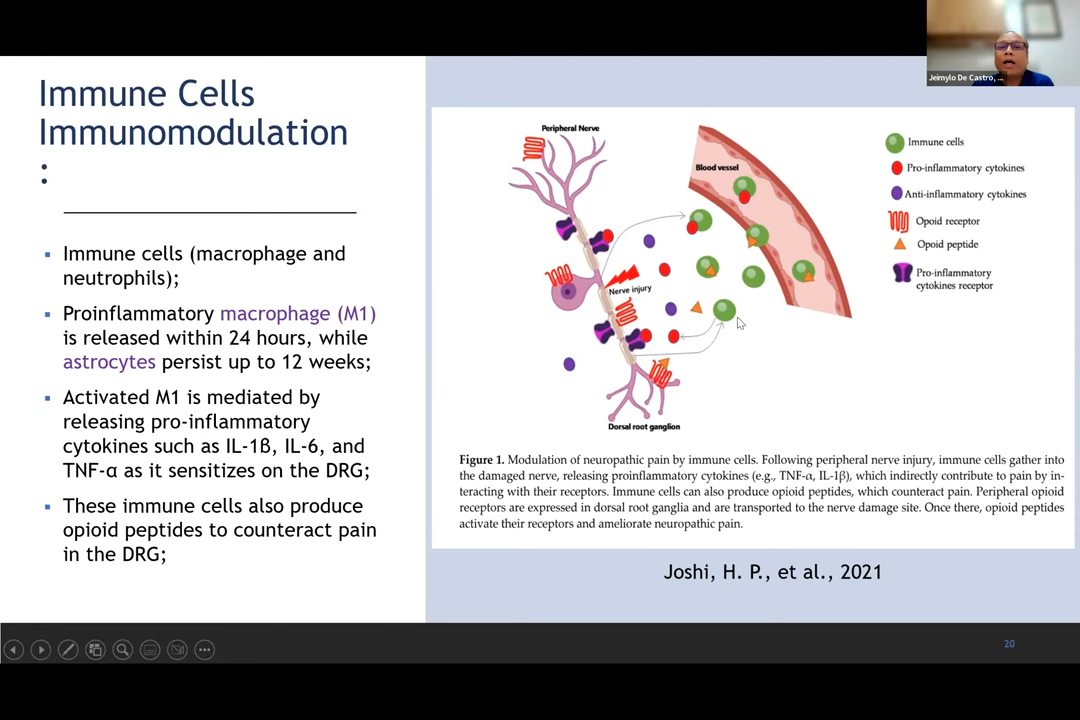 Jeimylo De Castro, ...
Immune Cells
Immunomodulation
:
▪ Immune cells (macrophage and
neutrophils);
▪ Proinflammatory macrophage (M1)
is released within 24 hours, while
astrocytes persist up to 12 weeks;
▪ Activated M1 is mediated by
releasing pro-inflammatory
cytokines such as IL-1ß, IL-6, and
TNF-α as it sensitizes on the DRG;
▪ These immune cells also produce
opioid peptides to counteract pain
in the DRG;
Peripheral Nerve
Blood vessel
Nerve injury
Dorsal root ganglion
Immune cells
Pro-inflammatory cytokines
Anti-inflammatory cytokines
Opoid receptor
Opoid peptide
Pro-inflammatory
cytokines receptor
Figure 1. Modulation of neuropathic pain by immune cells. Following peripheral nerve injury, immune cells gather into
the damaged nerve, releasing proinflammatory cytokines (e.g., TNF-α, IL-1β), which indirectly contribute to pain by in-
teracting with their receptors. Immune cells can also produce opioid peptides, which counteract pain. Peripheral opioid
receptors are expressed in dorsal root ganglia and are transported to the nerve damage site. Once there, opioid peptides
activate their receptors and ameliorate neuropathic pain.
Joshi, H. P., et al., 2021
20